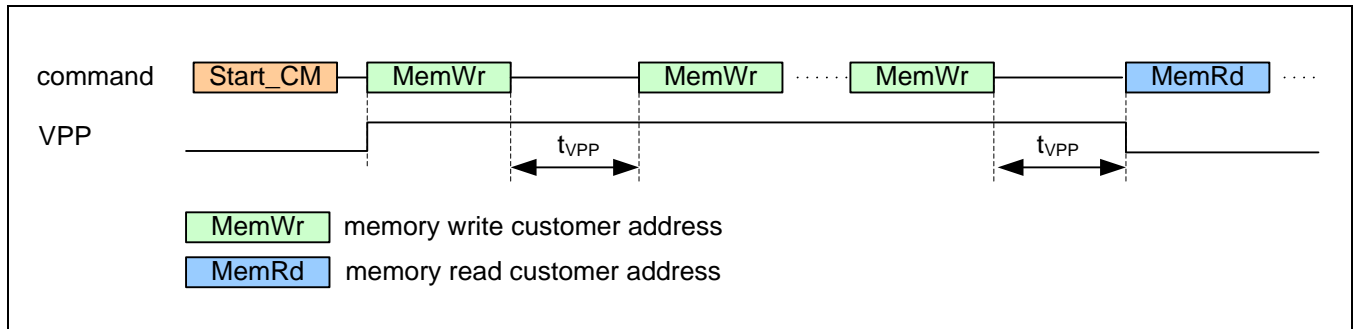 command Start_CM MemWr MemWr ...... MemWr MemRd ....
VPP
tVPP tVPP
MemWr memory write customer address
MemRd memory read customer address